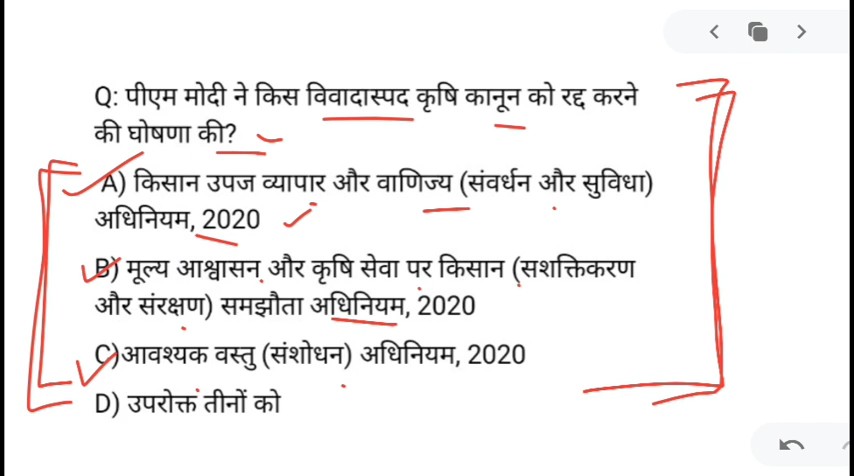 Q: पीएम मोदी ने किस विवादास्पद कृषि कानून को रद्द करने
की घोषणा की?
A) किसान उपज व्यापार और वाणिज्य (संवर्धन और सुविधा)
अधिनियम, 2020
B) मूल्य आश्वासन और कृषि सेवा पर किसान (सशक्तिकरण
और संरक्षण) समझौता अधिनियम, 2020
C)आवश्यक वस्तु (संशोधन) अधिनियम, 2020
D) उपरोक्त तीनों को